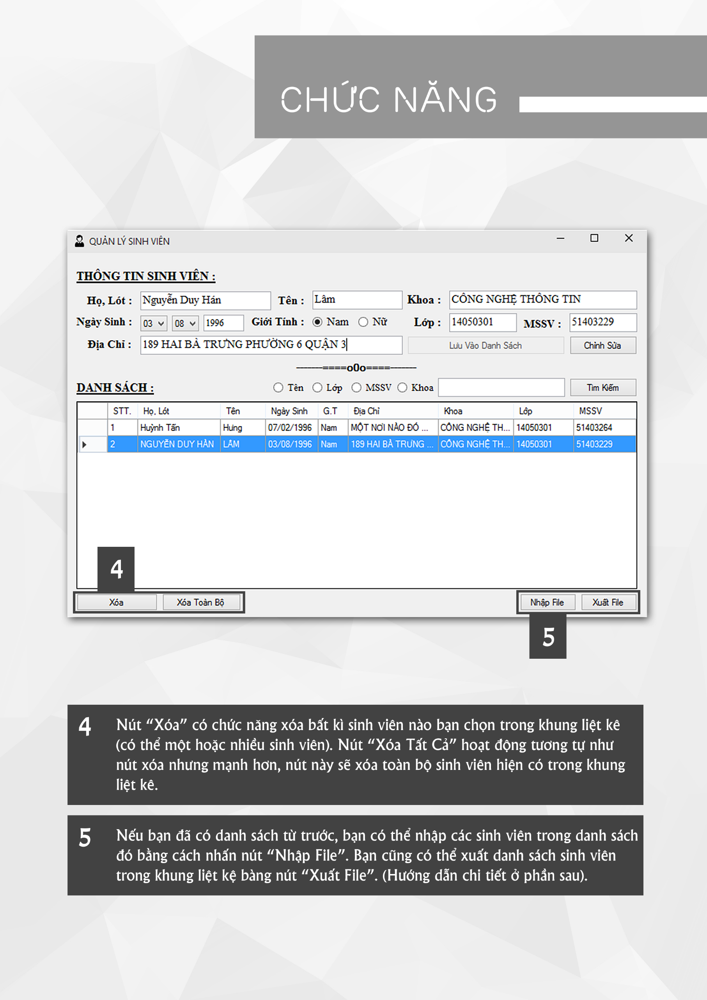 CHỨC NĂNG
QUẢN LÝ SINH VIÊN
THÔNG TIN SINH VIÊN :
Họ, Lót : Nguyễn Duy Hán Tên : Lâm Khoa : CÔNG NGHỆ THÔNG TIN
Ngày Sinh : 03 08 1996 Giới Tính : Nam Nữ Lớp : 14050301 MSSV : 51403229
Địa Chỉ : 189 HAI BÀ TRƯNG PHƯỜNG 6 QUẬN 3 Lưu Vào Danh Sách Chỉnh Sửa
-------====o0o====-------
DANH SÁCH : Tên Lớp MSSV Khoa Tìm Kiếm
STT. Họ, Lót Tên Ngày Sinh G.T Địa Chỉ Khoa Lớp MSSV
1 Huỳnh Tấn Hưng 07/02/1996 Nam MỘT NƠI NÀO ĐÓ ... CÔNG NGHỆ TH... 14050301 51403264
2 NGUYỄN DUY HÀN LÂM 03/08/1996 Nam 189 HAI BÀ TRƯNG ... CÔNG NGHỆ TH... 14050301 51403229
4
Xóa Xóa Toàn Bộ Nhập File Xuất File
5
4 Nút “Xóa” có chức năng xóa bất kì sinh viên nào bạn chọn trong khung liệt kê
(có thể một hoặc nhiều sinh viên). Nút “Xóa Tất Cả” hoạt động tương tự như
nút xóa nhưng mạnh hơn, nút này sẽ xóa toàn bộ sinh viên hiện có trong khung
liệt kê.
5 Nếu bạn đã có danh sách từ trước, bạn có thể nhập các sinh viên trong danh sách
đó bằng cách nhấn nút “Nhập File”. Bạn cũng có thể xuất danh sách sinh viên
trong khung liệt kệ bàng nút “Xuất File”. (Hướng dẫn chi tiết ở phần sau).